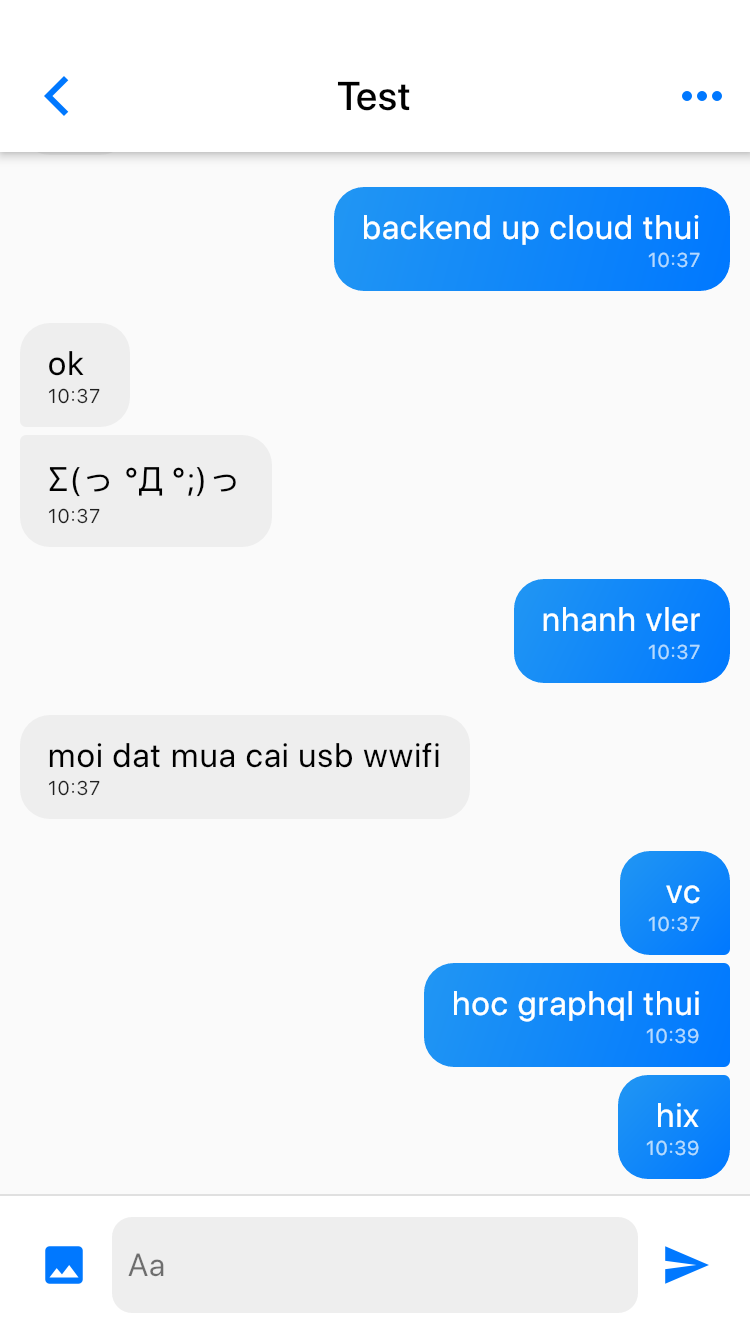 Test
backend up cloud thui
10:37
ok
10:37
Σ(っ °Д °;)っ
10:37
nhanh vler
10:37
moi dat mua cai usb wwifi
10:37
vc
10:37
hoc graphql thui
10:39
hix
10:39
Aa